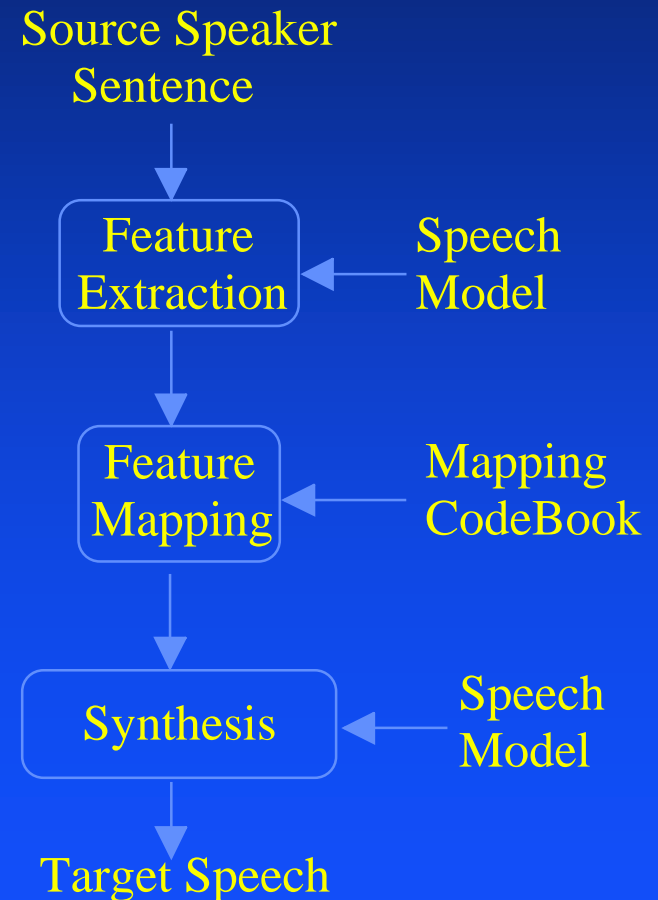 Source Speaker
Sentence
Feature
Extraction
Speech
Model
Feature
Mapping
Mapping
CodeBook
Synthesis
Speech
Model
Target Speech